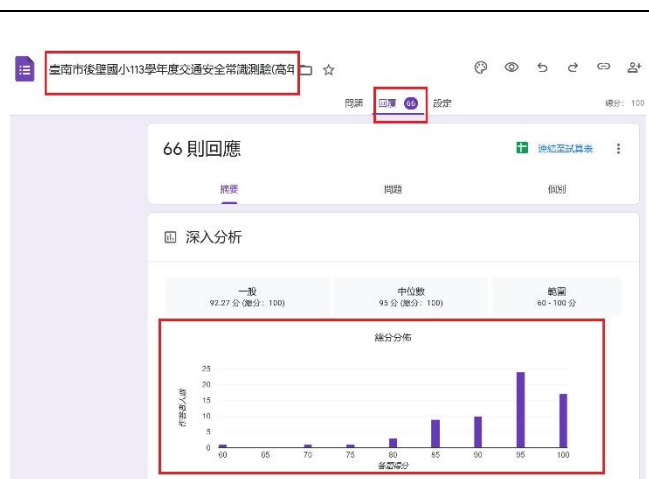 臺南市後壁國小113學年度交通安全常識測驗(高年
問題 回覆 66 設定
總分: 100
66 則回應
連結至試算表
摘要 問題 個別
深入分析
一般 中位數 範圍
92.27 分 (總分: 100) 95 分 (總分: 100) 60 - 100 分
總分分佈
作答者人數
25
20
15
10
5
0
60 65 70 75 80 85 90 95 100